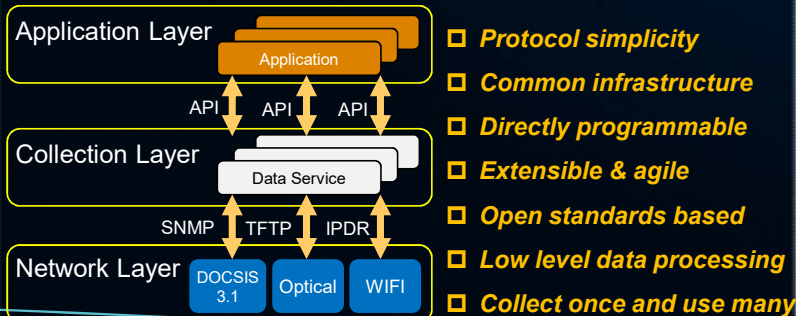 Application Layer
Application
API API API
Collection Layer
Data Service
SNMP TFTP IPDR
Network Layer
DOCSIS
3.1
Optical
WIFI
Protocol simplicity
Common infrastructure
Directly programmable
Extensible & agile
Open standards based
Low level data processing
Collect once and use many